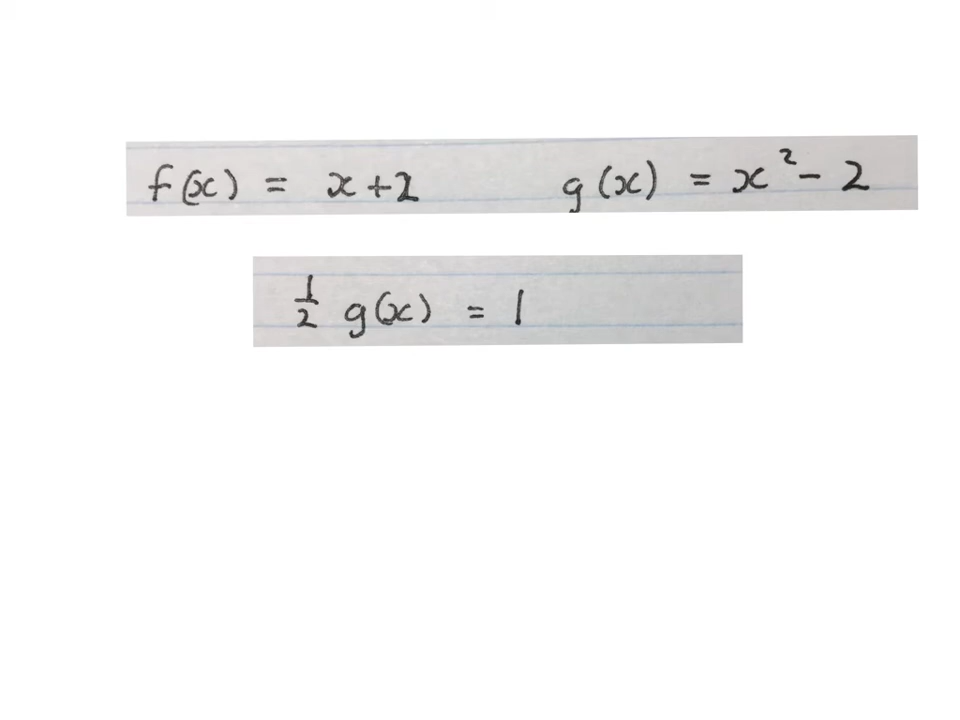 f(x) = x+2 g(x) = x² - 2
½ g(x) = 1